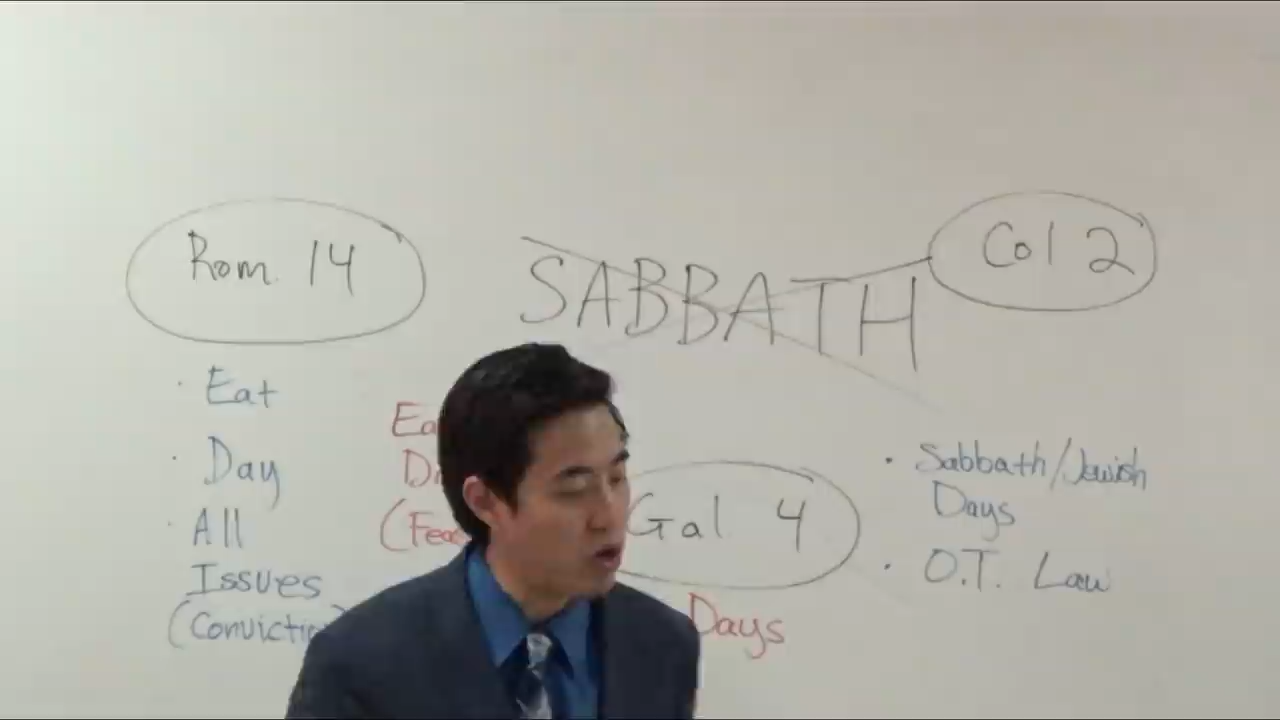 Rom. 14
SABBATH
Col 2
Eat
Day
All
Issues
Gal. 4
Days
Sabbath/Jewish
Days
O.T. Law